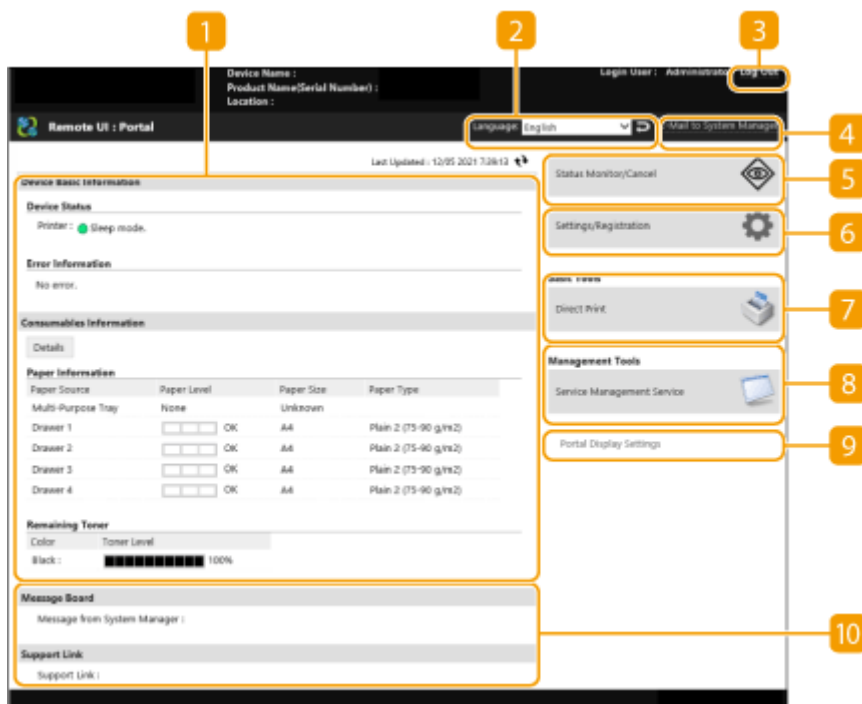 1
2
3
Device Name :
Login User : Administrator Log Out
Product Name(Serial Number) :
Location :
Remote UI : Portal
Language: English
E-Mail to System Manager
4
Last Updated : 12/05 2021 7:39:13
Device Basic Information
Status Monitor/Cancel
5
Device Status
Printer : Sleep mode.
Settings/Registration
6
Error Information
No error.
Basic Tools
Direct Print
7
Consumables Information
Details
Management Tools
Paper Information
Service Management Service
8
Paper Source Paper Level Paper Size Paper Type
Multi-Purpose Tray None Unknown
Drawer 1 OK A4 Plain 2 (75-90 g/m2)
Drawer 2 OK A4 Plain 2 (75-90 g/m2)
Portal Display Settings
9
Drawer 3 OK A4 Plain 2 (75-90 g/m2)
Drawer 4 OK A4 Plain 2 (75-90 g/m2)
Remaining Toner
Color Toner Level
Black : 100%
Message Board
Message from System Manager :
10
Support Link
Support Link :